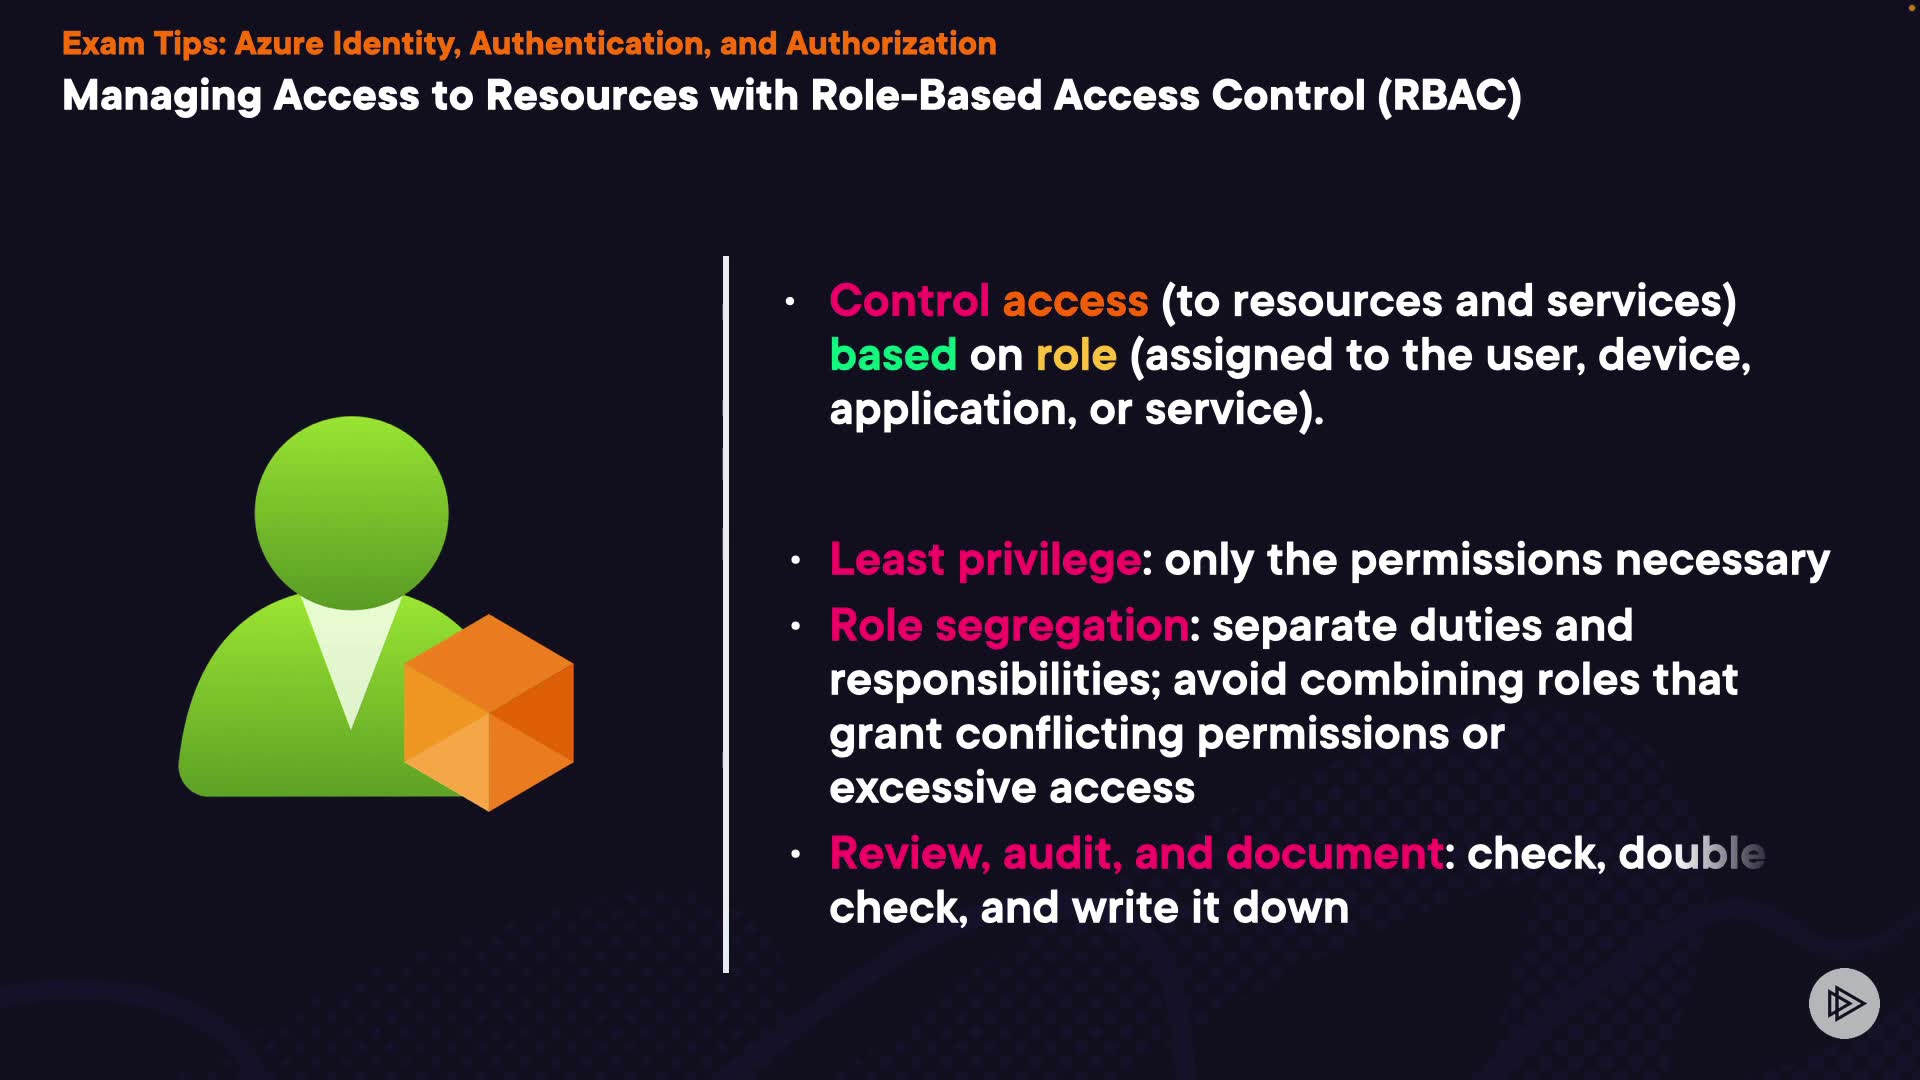 Exam Tips: Azure Identity, Authentication, and Authorization
Managing Access to Resources with Role-Based Access Control (RBAC)
• Control access (to resources and services)
based on role (assigned to the user, device,
application, or service).
• Least privilege: only the permissions necessary
• Role segregation: separate duties and
responsibilities; avoid combining roles that
grant conflicting permissions or
excessive access
• Review, audit, and document: check, double
check, and write it down